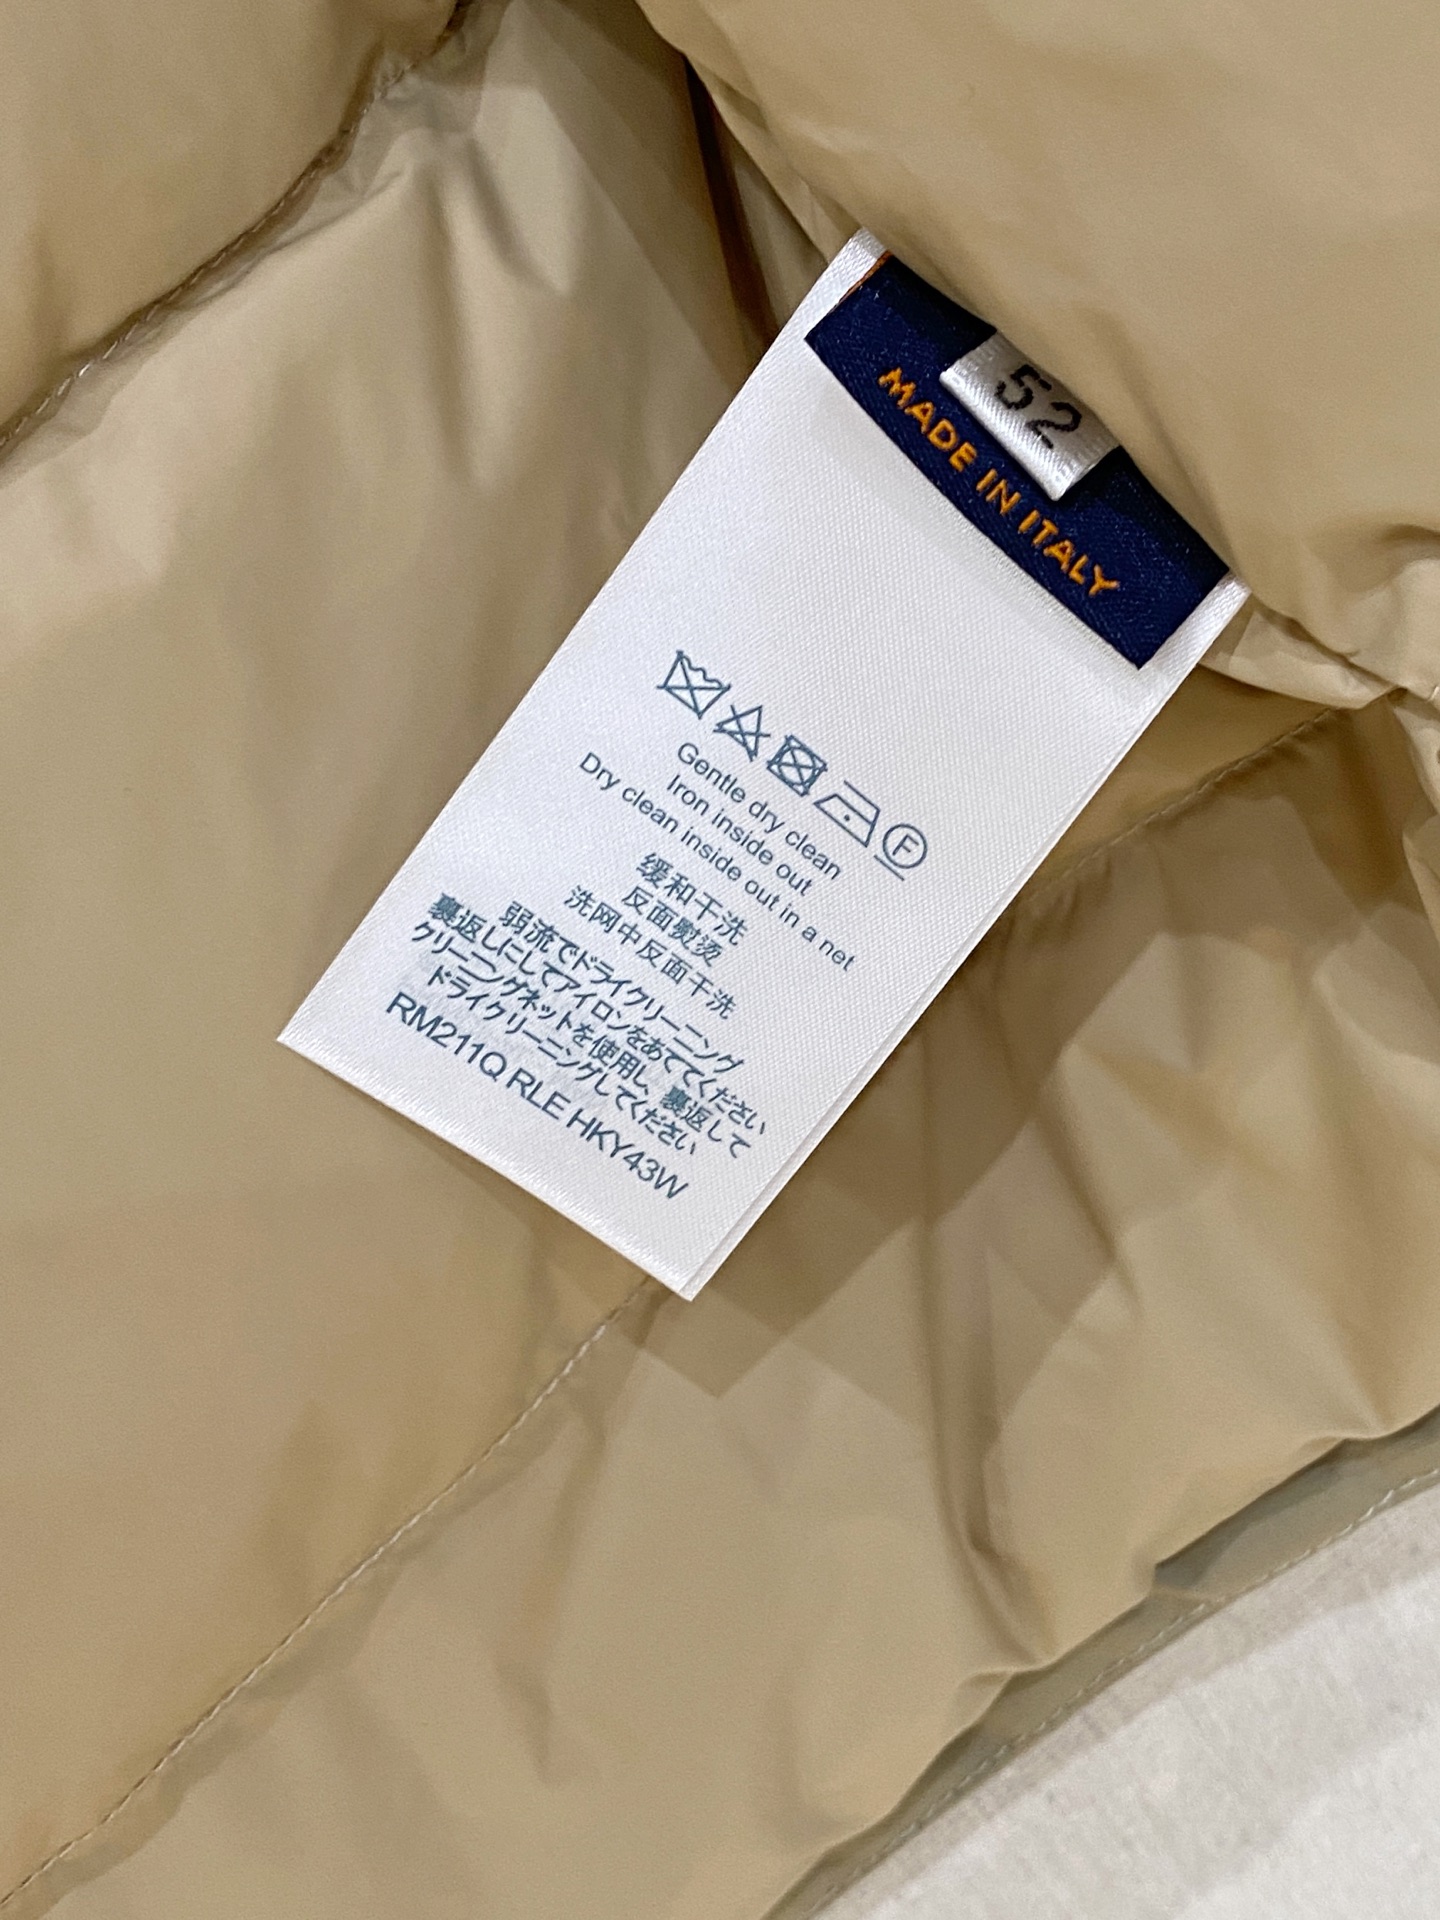 52
MADE IN ITALY
F
Gentle dry clean
Iron inside out
Dry clean inside out in a net
缓和干洗
反面熨烫
洗网中反面干洗
弱流でドライクリーニング
裏返しにしてアイロンをあててください
クリーニングネットを使用し、裏返して
ドライクリーニングしてください
RM211Q RLE HKY43W